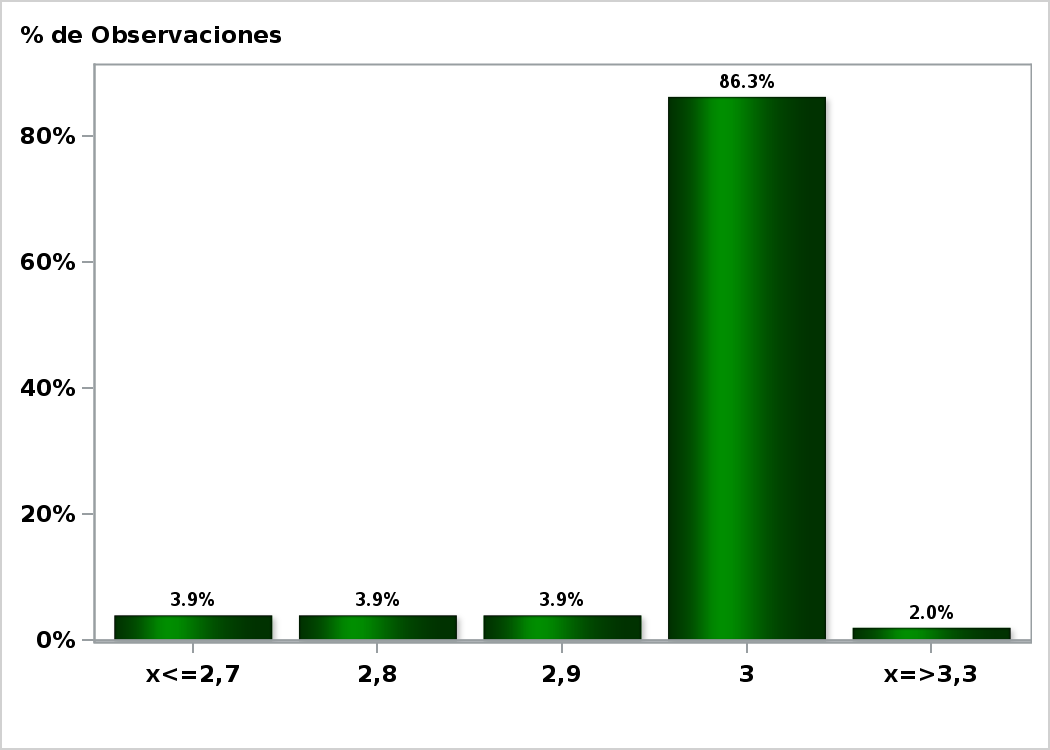 % de Observaciones
86.3%
80%
60%
40%
20%
3.9% 3.9% 3.9% 2.0%
0%
x<=2,7 2,8 2,9 3 x=>3,3